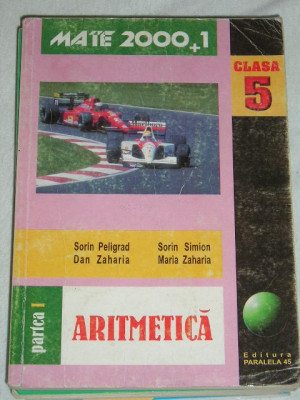 MATE 2000+1
CLASA
5
Sorin Peligrad
Dan Zaharia
Sorin Simion
Maria Zaharia
partea I
ARITMETICĂ
Editura
PARALELA 45